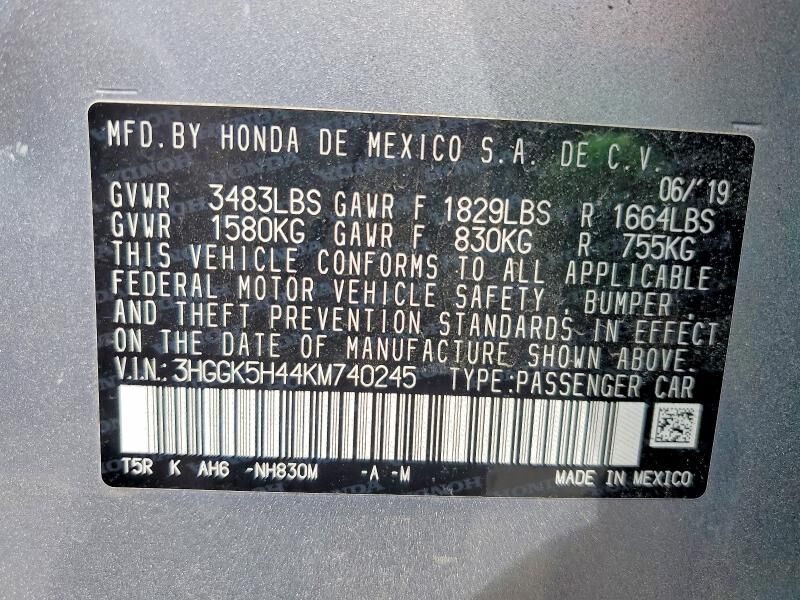 MFD.BY HONDA DE MEXICO S.A. DE C.V.
06/'19
GVWR 3483LBS GAWR F 1829LBS R 1664LBS
GVWR 1580KG GAWR F 830KG R 755KG
THIS VEHICLE CONFORMS TO ALL APPLICABLE
FEDERAL MOTOR VEHICLE SAFETY , BUMPER ,
AND THEFT PREVENTION STANDARDS IN EFFECT
ON THE DATE OF MANUFACTURE SHOWN ABOVE.
V.I.N.: 3HGGK5H44KM740245 TYPE:PASSENGER CAR
T5R K AH6 -NH830M -A -M MADE IN MEXICO